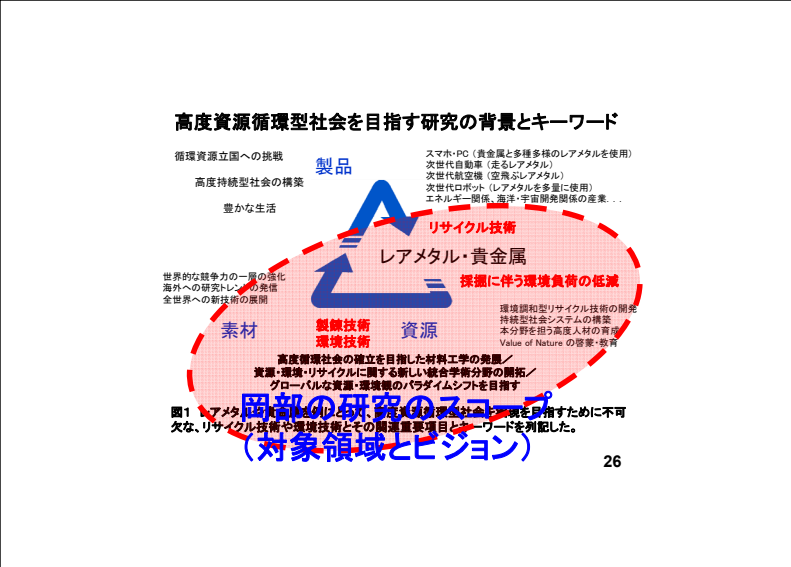 高度資源循環型社会を目指す研究の背景とキーワード
循環資源立国への挑戦
高度持続型社会の構築
豊かな生活
製品
スマホ・PC（貴金属と多種多様のレアメタルを使用）
次世代自動車（走るレアメタル）
次世代航空機（空飛ぶレアメタル）
次世代ロボット（レアメタルを多量に使用）
エネルギー関係、海洋・宇宙開発関係の産業...
リサイクル技術
レアメタル・貴金属
採掘に伴う環境負荷の低減
世界的な競争力の一層の強化
海外への研究トレンドの発信
全世界への新技術の展開
環境調和型リサイクル技術の開発
持続型社会システムの構築
本分野を担う高度人材の育成
Value of Nature の啓蒙・教育
素材
製錬技術
環境技術
資源
高度循環社会の確立を目指した材料工学の発展／
資源・環境・リサイクルに関する新しい統合学術分野の開拓／
グローバルな資源・環境観のパラダイムシフトを目指す
岡部の研究のスコープ
（対象領域とビジョン）
図1 レアメタル を目指すために不可
欠な、リサイクル技術や環境技術とその関連重要項目とキーワードを列記した。
26